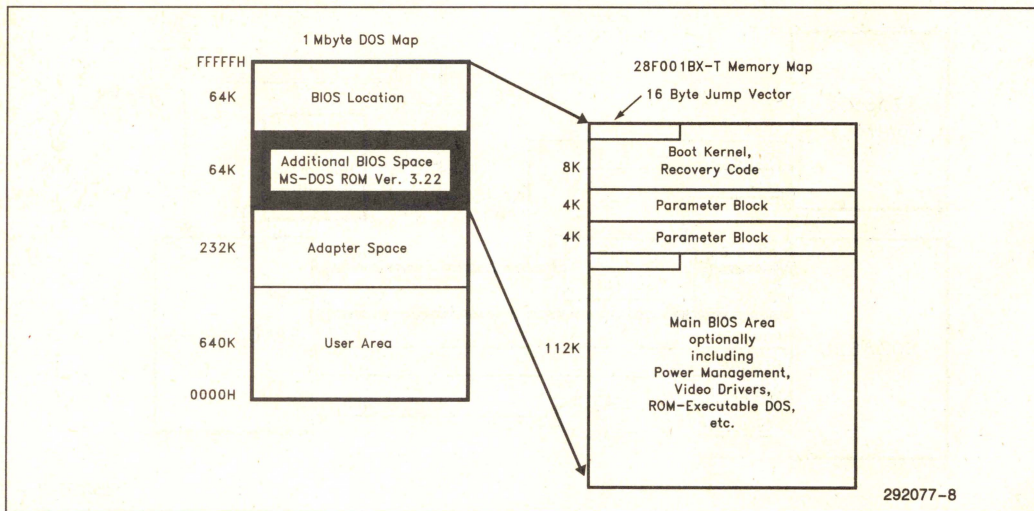 1 Mbyte DOS Map
FFFFFH
64K
BIOS Location
64K
Additional BIOS Space
MS-DOS ROM Ver. 3.22
232K
Adapter Space
640K
User Area
0000H
28F001BX-T Memory Map
16 Byte Jump Vector
8K
Boot Kernel,
Recovery Code
4K
Parameter Block
4K
Parameter Block
112K
Main BIOS Area
optionally
including
Power Management,
Video Drivers,
ROM-Executable DOS,
etc.
292077-8